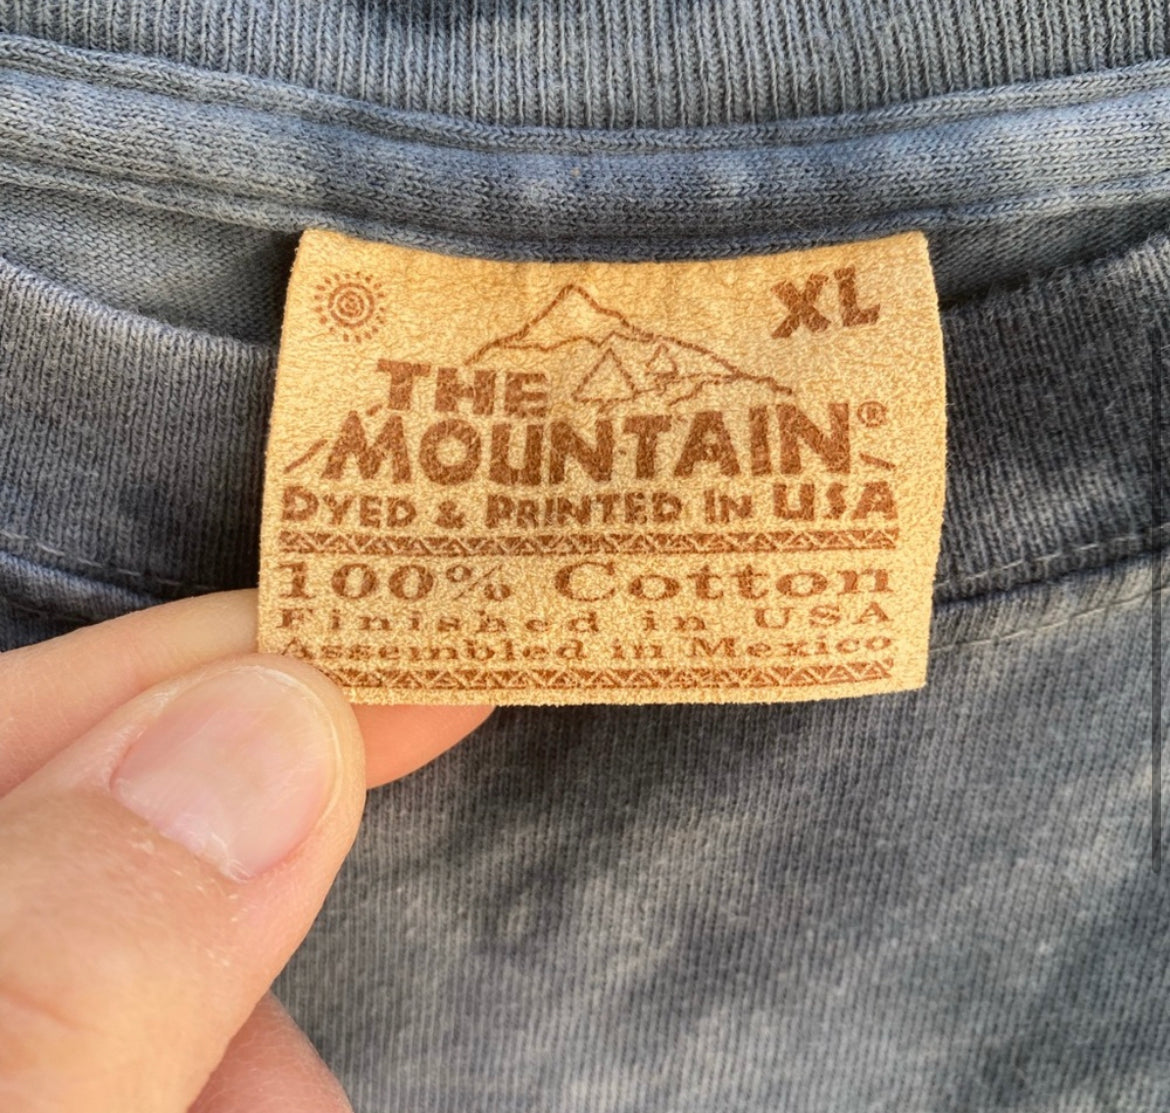 XL
THE
MOUNTAIN®
DYED & PRINTED IN USA
100% Cotton
Finished in USA
Assembled in Mexico